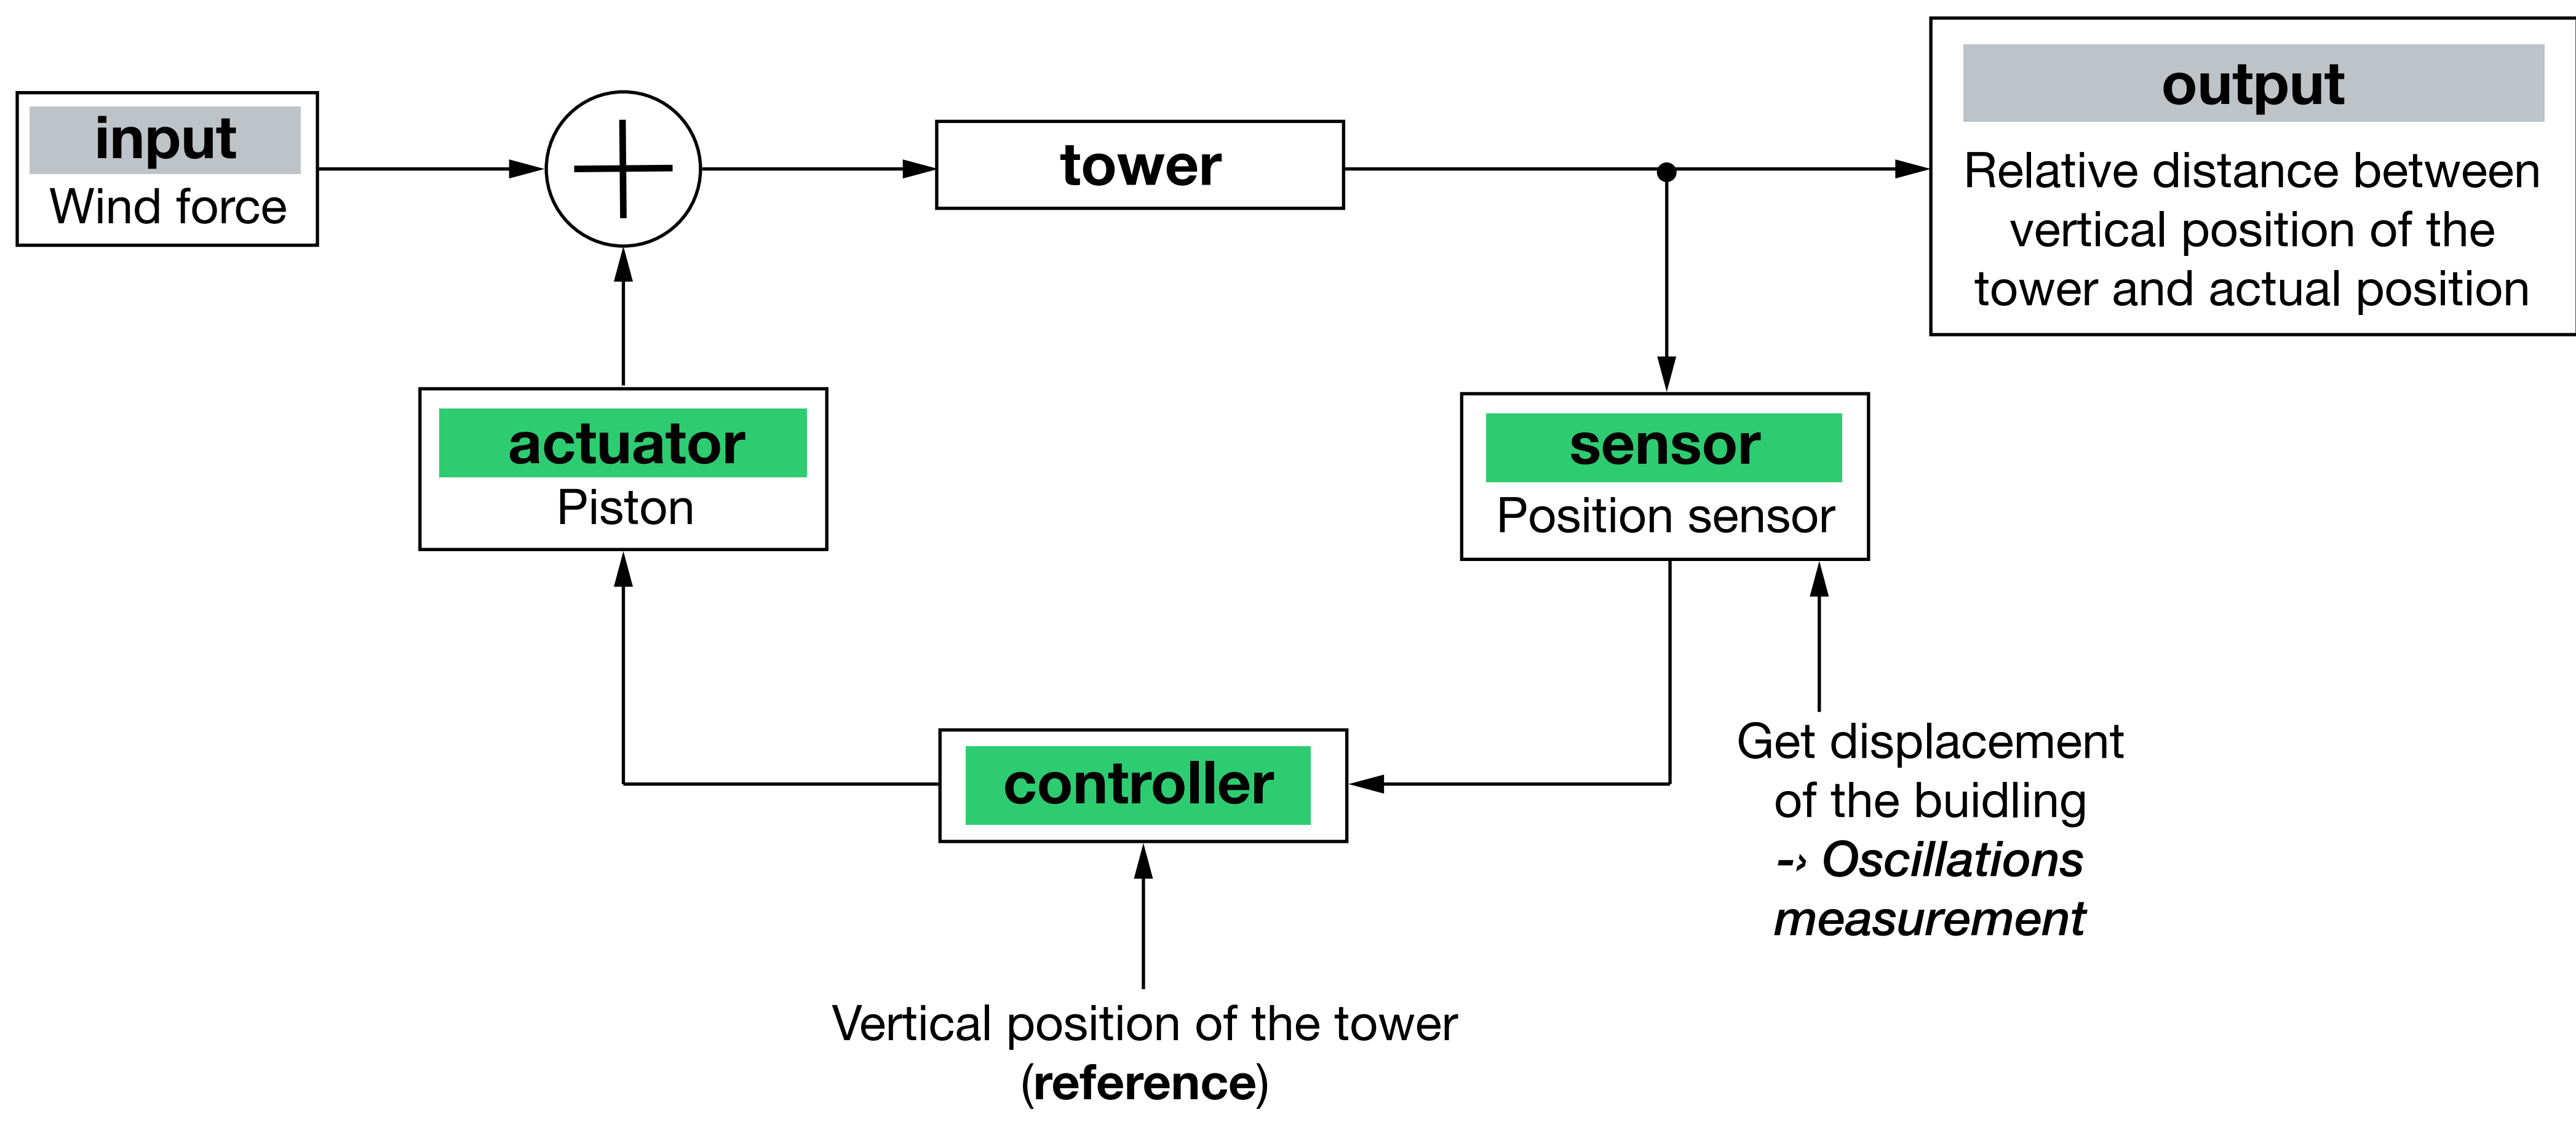 input
Wind force
tower
output
Relative distance between
vertical position of the
tower and actual position
actuator
Piston
sensor
Position sensor
controller
Get displacement
of the buidling
-› Oscillations
measurement
Vertical position of the tower
(reference)